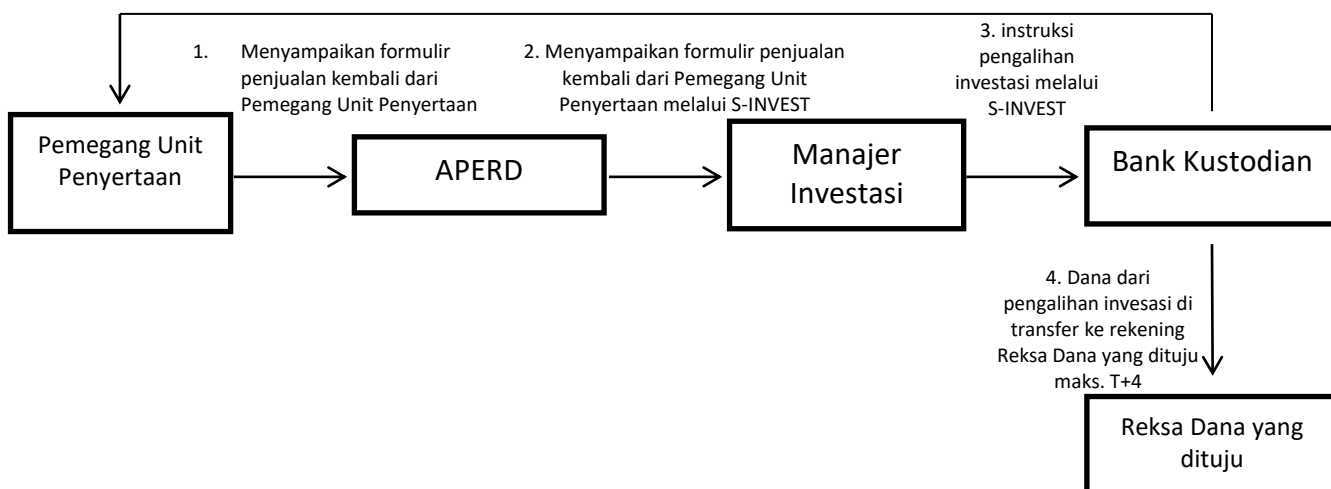 1. Menyampaikan formulir
penjualan kembali dari
Pemegang Unit Penyertaan
2. Menyampaikan formulir penjualan
kembali dari Pemegang Unit
Penyertaan melalui S-INVEST
3. instruksi
pengalihan
investasi melalui
S-INVEST
Pemegang Unit
Penyertaan
APERD
Manajer
Investasi
Bank Kustodian
4. Dana dari
pengalihan invesasi di
transfer ke rekening
Reksa Dana yang dituju
maks. T+4
Reksa Dana yang
dituju